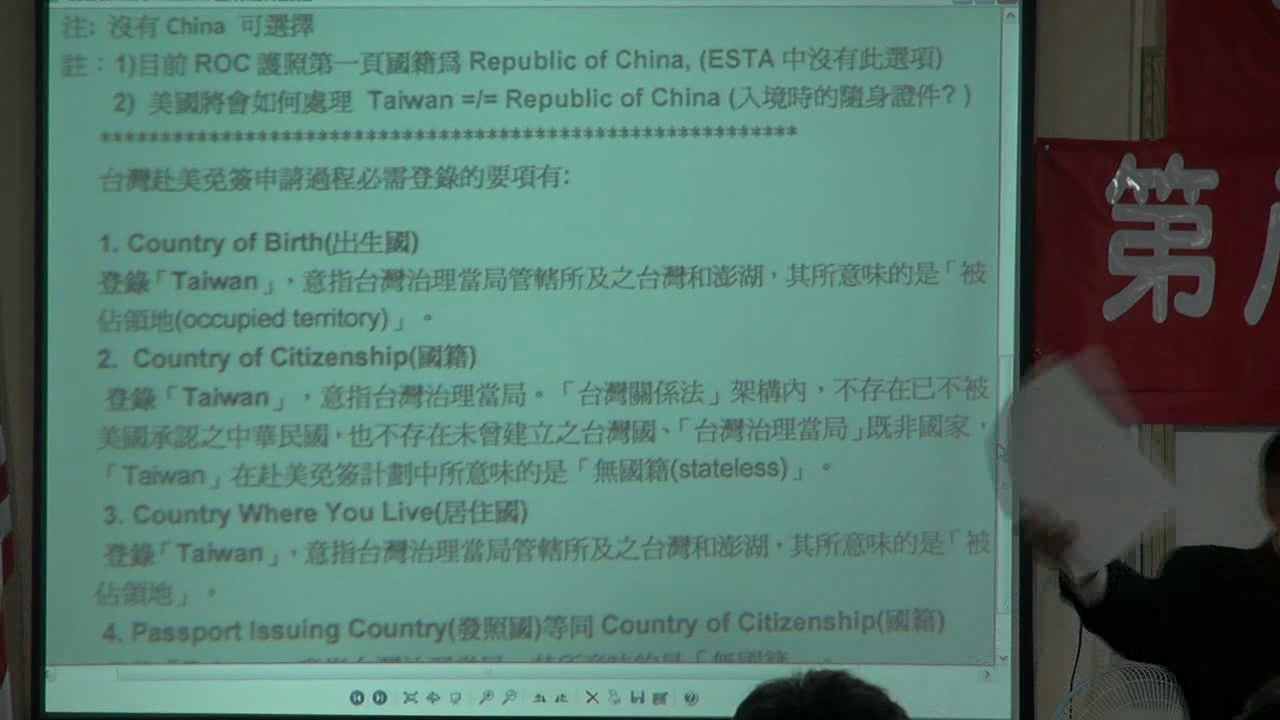 注: 沒有 China 可選擇
註：1)目前 ROC 護照第一頁國籍爲 Republic of China, (ESTA 中沒有此選項)
2) 美國將會如何處理 Taiwan =/= Republic of China (入境時的隨身證件? )
**********************************************************
台灣赴美免簽申請過程必需登錄的要項有:
1. Country of Birth(出生國)
登錄「Taiwan」，意指台灣治理當局管轄所及之台灣和澎湖，其所意味的是「被
佔領地(occupied territory)」。
2. Country of Citizenship(國籍)
登錄「Taiwan」，意指台灣治理當局。「台灣關係法」架構內，不存在已不被
美國承認之中華民國，也不存在未曾建立之台灣國、「台灣治理當局」既非國家，
「Taiwan」在赴美免簽計劃中所意味的是「無國籍(stateless)」。
3. Country Where You Live(居住國)
登錄「Taiwan」，意指台灣治理當局管轄所及之台灣和澎湖，其所意味的是「被
佔領地」。
4. Passport Issuing Country(發照國)等同 Country of Citizenship(國籍)
第